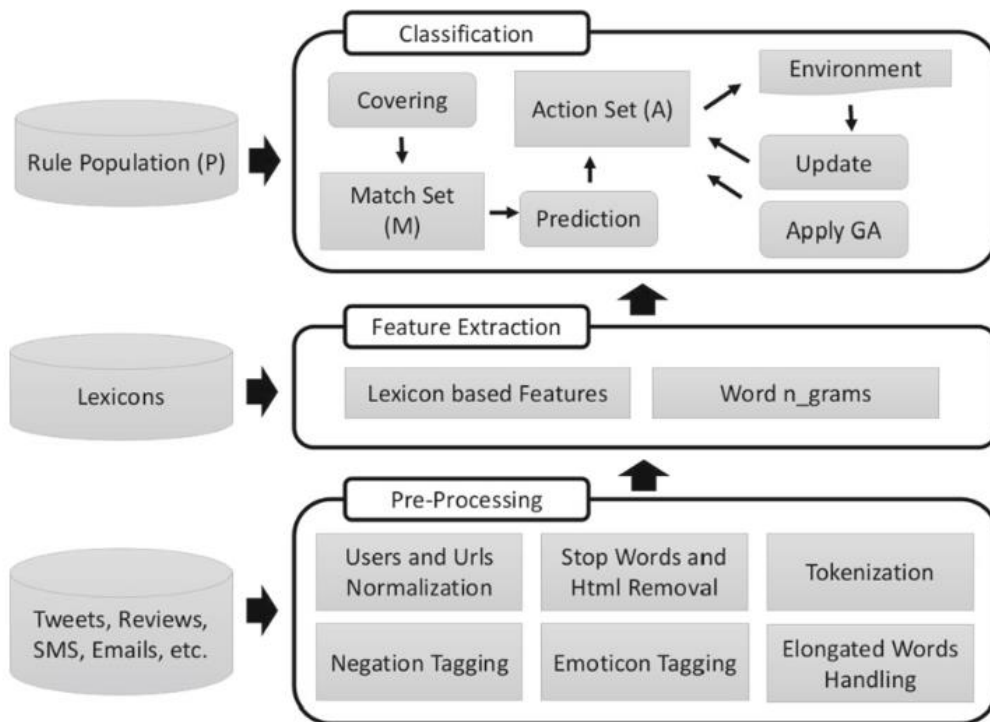 Classification
Rule Population (P)
Covering
Match Set
(M)
Prediction
Action Set (A)
Environment
Update
Apply GA
Feature Extraction
Lexicons
Lexicon based Features
Word n_grams
Pre-Processing
Tweets, Reviews,
SMS, Emails, etc.
Users and Urls
Normalization
Stop Words and
Html Removal
Tokenization
Negation Tagging
Emoticon Tagging
Elongated Words
Handling